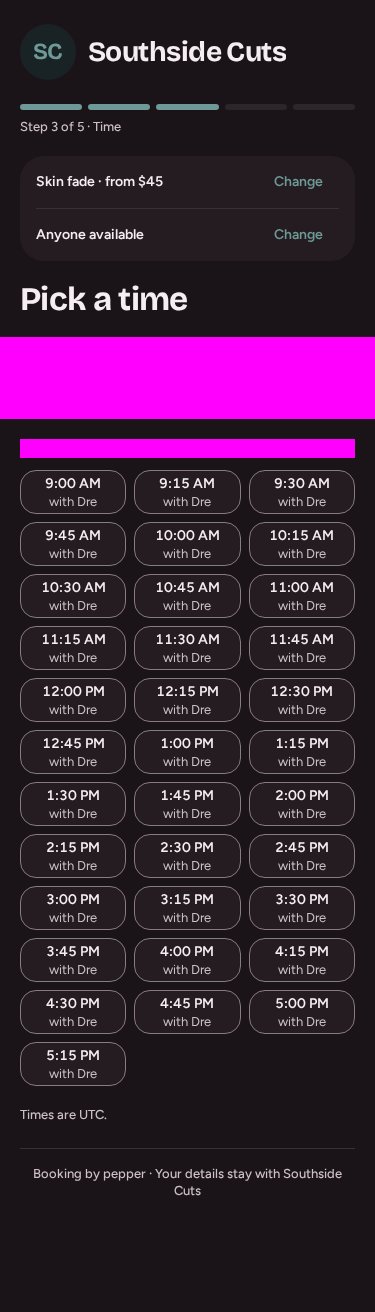 SC
Southside Cuts
Step 3 of 5 · Time
Skin fade · from $45
Change
Anyone available
Change
Pick a time
9:00 AM
with Dre
9:15 AM
with Dre
9:30 AM
with Dre
9:45 AM
with Dre
10:00 AM
with Dre
10:15 AM
with Dre
10:30 AM
with Dre
10:45 AM
with Dre
11:00 AM
with Dre
11:15 AM
with Dre
11:30 AM
with Dre
11:45 AM
with Dre
12:00 PM
with Dre
12:15 PM
with Dre
12:30 PM
with Dre
12:45 PM
with Dre
1:00 PM
with Dre
1:15 PM
with Dre
1:30 PM
with Dre
1:45 PM
with Dre
2:00 PM
with Dre
2:15 PM
with Dre
2:30 PM
with Dre
2:45 PM
with Dre
3:00 PM
with Dre
3:15 PM
with Dre
3:30 PM
with Dre
3:45 PM
with Dre
4:00 PM
with Dre
4:15 PM
with Dre
4:30 PM
with Dre
4:45 PM
with Dre
5:00 PM
with Dre
5:15 PM
with Dre
Times are UTC.
Booking by pepper · Your details stay with Southside
Cuts